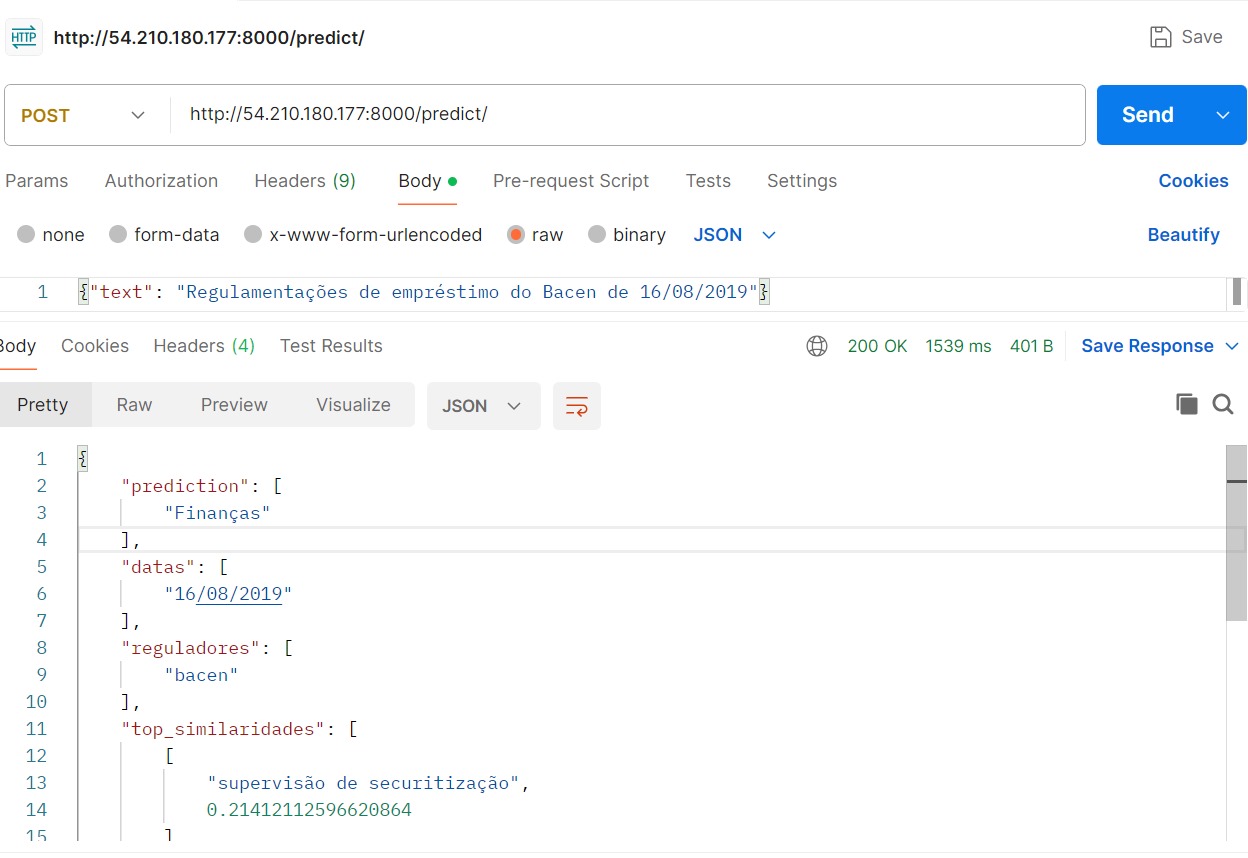 HTTP http://54.210.180.177:8000/predict/ Save
POST http://54.210.180.177:8000/predict/ Send
Params Authorization Headers (9) Body Pre-request Script Tests Settings Cookies
none form-data x-www-form-urlencoded raw binary JSON Beautify
1 {"text": "Regulamentações de empréstimo do Bacen de 16/08/2019"}
Body Cookies Headers (4) Test Results 200 OK 1539 ms 401 B Save Response
Pretty Raw Preview Visualize JSON
1 {
2 "prediction": [
3 "Finanças"
4 ],
5 "datas": [
6 "16/08/2019"
7 ],
8 "reguladores": [
9 "bacen"
10 ],
11 "top_similaridades": [
12 [
13 "supervisão de securitização",
14 0.21412112596620864
15 ]